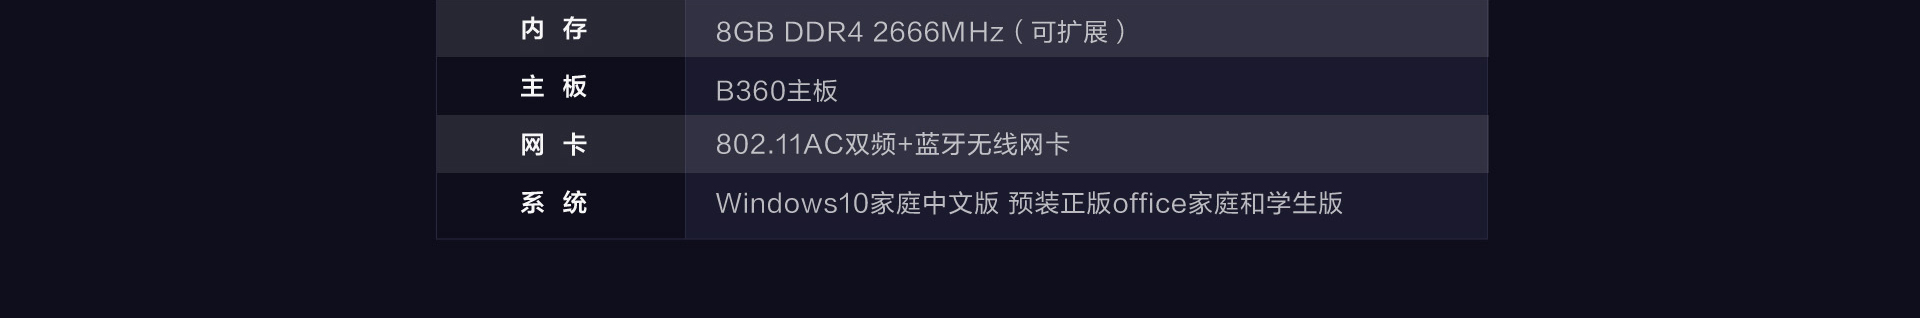 内 存 8GB DDR4 2666MHz（可扩展）
主 板 B360主板
网 卡 802.11AC双频+蓝牙无线网卡
系 统 Windows10家庭中文版 预装正版office家庭和学生版